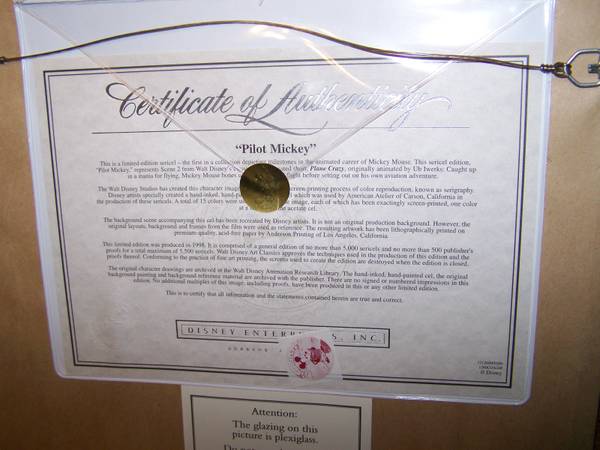 Certificate of Authenticity
"Pilot Mickey"
This is a limited edition sericel – the first in a collection depicting milestones in the animated career of Mickey Mouse. This sericel edition,
"Pilot Mickey," represents Scene 2 from Walt Disney's short, Plane Crazy, originally animated by Ub Iwerks. Caught up
in a mania for flying, Mickey Mouse bones flight before setting out on his own aviation adventure.
The Walt Disney Studios has created this character image screen printing process of color reproduction, known as serigraphy.
Disney artists specially created a hand-inked, hand-p cel which was used by American Atelier of Carson, California in
the production of these sericels. A total of 15 colors were image, each of which has been exactingly screen-printed, one color
at a the acetate cel.
The background scene accompanying this cel has been recreated by Disney artists. It is not an original production background. However, the
original layouts, background and frames from the film were used as reference. The resulting artwork has been lithographically printed on
premium-quality, acid-free paper by Anderson Printing of Los Angeles, California.
This limited edition was produced in 1998. It is comprised of a general edition of no more than 5,000 sericels and no more than 500 publisher's
proofs for a total maximum of 5,500 sericels. Walt Disney Art Classics approves the techniques used in the production of this edition and the
proofs thereof. Conforming to the practice of fine art printing, the screens used to create the edition are destroyed when the edition is closed.
The original character drawings are archived in the Walt Disney Animation Research Library. The hand-inked, hand-painted cel, the original
background painting and background reference material are archived with the publisher. There are no signed or numbered impressions in this
edition. No additional multiples of this image, including proofs, have been produced in this or any other limited edition.
This is to certify that all information and the statements contained herein are true and correct.
DISNEY ENTERPRISES, INC.
BURBANK
© Disney
Attention:
The glazing on this
picture is plexiglass.